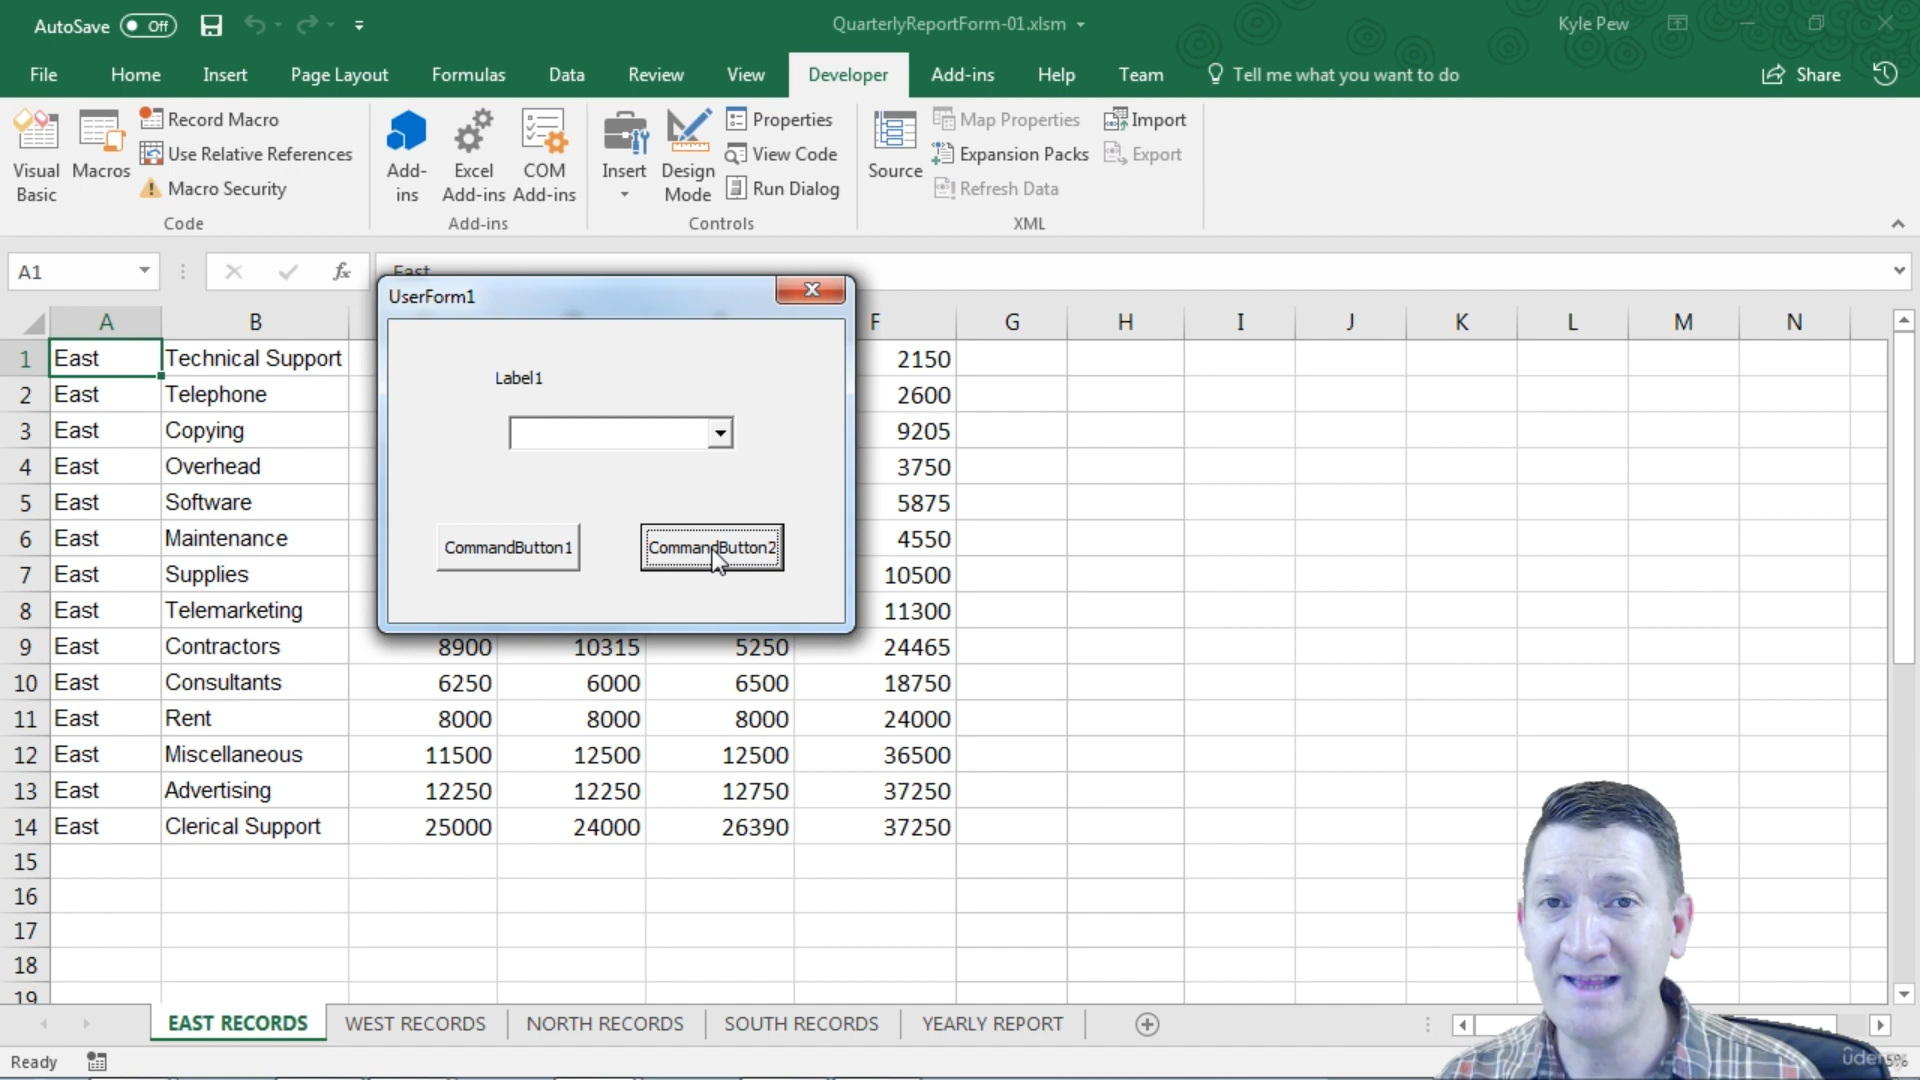 AutoSave Off QuarterlyReportForm-01.xlsm Kyle Pew
File Home Insert Page Layout Formulas Data Review View Developer Add-ins Help Team Tell me what you want to do Share
Visual Basic
Macros
Record Macro
Use Relative References
Macro Security
Code
Add-ins
Excel Add-ins
COM Add-ins
Add-ins
Insert
Design Mode
Properties
View Code
Run Dialog
Controls
Source
Map Properties
Expansion Packs
Refresh Data
Import
Export
XML
A1 fx East
UserForm1
Label1
CommandButton1 CommandButton2
A B F G H I J K L M N
1 East Technical Support 2150
2 East Telephone 2600
3 East Copying 9205
4 East Overhead 3750
5 East Software 5875
6 East Maintenance 4550
7 East Supplies 10500
8 East Telemarketing 11300
9 East Contractors 8900 10315 5250 24465
10 East Consultants 6250 6000 6500 18750
11 East Rent 8000 8000 8000 24000
12 East Miscellaneous 11500 12500 12500 36500
13 East Advertising 12250 12250 12750 37250
14 East Clerical Support 25000 24000 26390 37250
15
16
17
18
19
EAST RECORDS WEST RECORDS NORTH RECORDS SOUTH RECORDS YEARLY REPORT
Ready